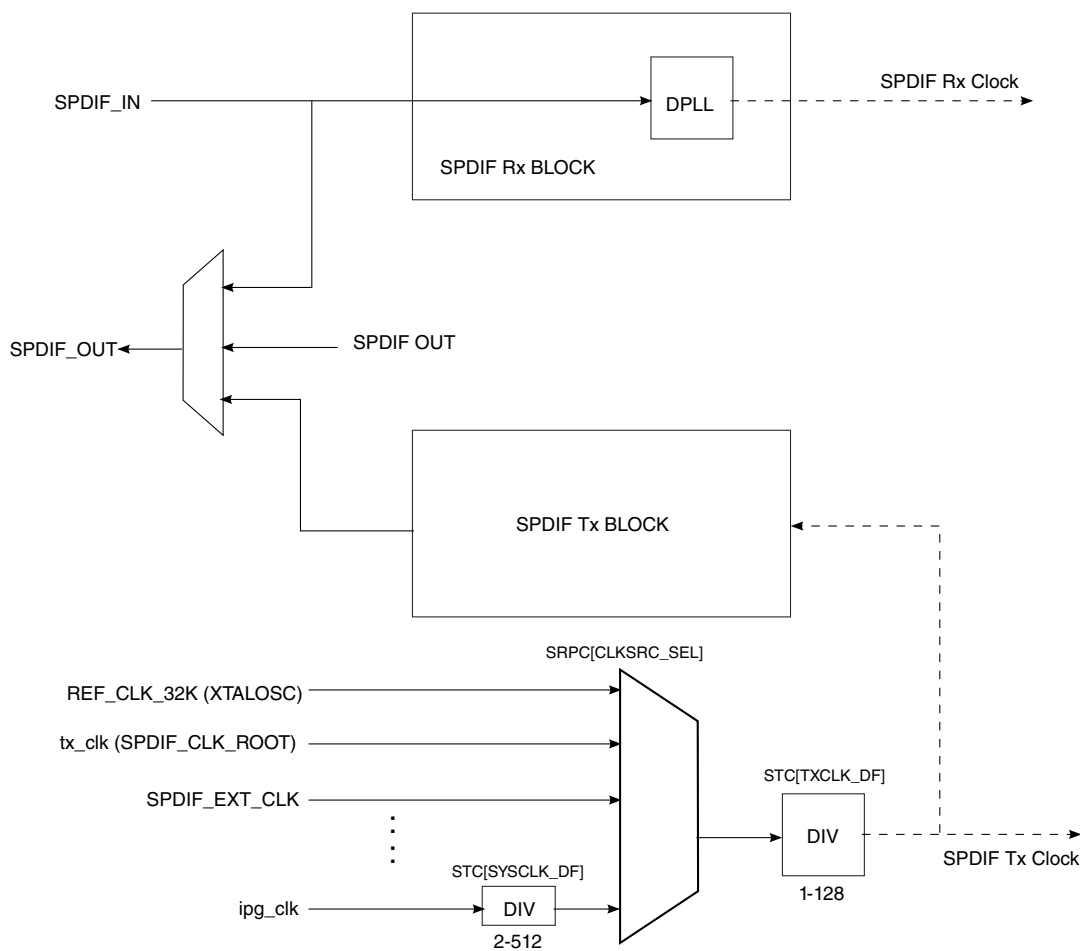 SPDIF_IN
DPLL
SPDIF Rx Clock
SPDIF Rx BLOCK
SPDIF_OUT
SPDIF OUT
SPDIF Tx BLOCK
SRPC[CLKSRC_SEL]
REF_CLK_32K (XTALOSC)
tx_clk (SPDIF_CLK_ROOT)
SPDIF_EXT_CLK
STC[TXCLK_DF]
DIV
1-128
SPDIF Tx Clock
STC[SYSCLK_DF]
ipg_clk
DIV
2-512